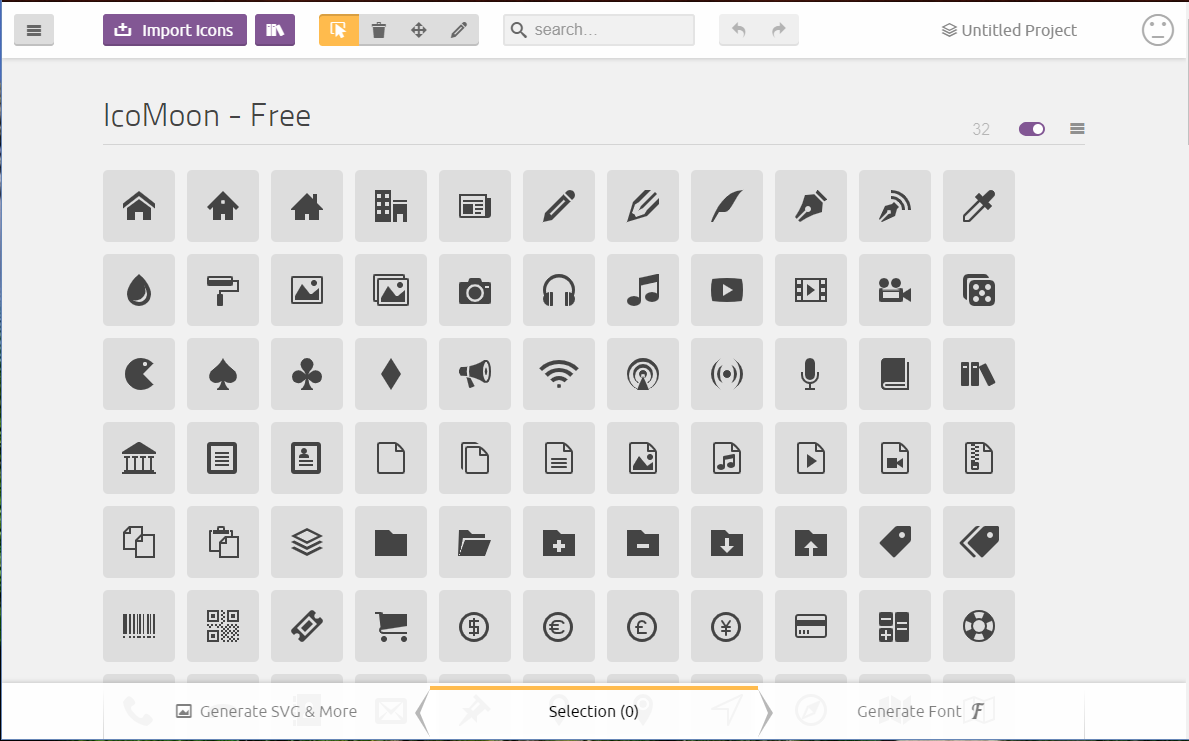 Import Icons
search...
Untitled Project
IcoMoon - Free
32
Generate SVG & More
Selection (0)
Generate Font